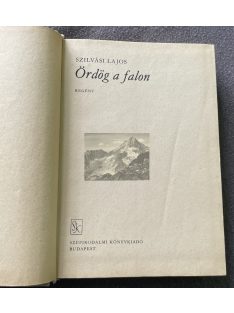 SZILVÁSI LAJOS
Ördög a falon
REGÉNY
SZÉPIRODALMI KÖNYVKIADÓ
BUDAPEST